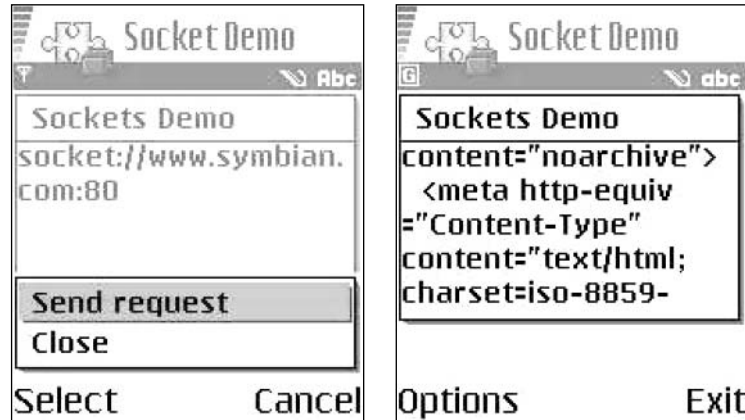 Socket Demo
Abc
Sockets Demo
socket://www.symbian.
com:80
Send request
Close
Select Cancel
Socket Demo
G
abc
Sockets Demo
content="noarchive">
<meta http-equiv
="Content-Type"
content="text/html;
charset=iso-8859-
Options Exit